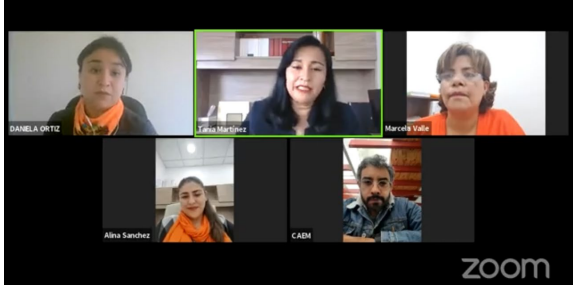 DANIELA ORTIZ
Tania Martínez
Marcela Valle
Alina Sanchez
CAEM
zoom